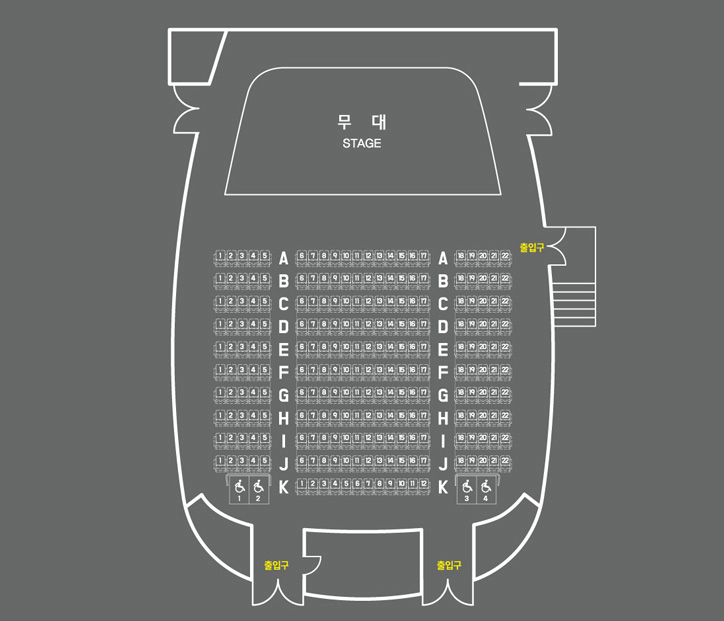 무 대
STAGE
출입구
1 2 3 4 5 A 6 7 8 9 10 11 12 13 14 15 16 17 A 18 19 20 21 22
1 2 3 4 5 B 6 7 8 9 10 11 12 13 14 15 16 17 B 18 19 20 21 22
1 2 3 4 5 C 6 7 8 9 10 11 12 13 14 15 16 17 C 18 19 20 21 22
1 2 3 4 5 D 6 7 8 9 10 11 12 13 14 15 16 17 D 18 19 20 21 22
1 2 3 4 5 E 6 7 8 9 10 11 12 13 14 15 16 17 E 18 19 20 21 22
1 2 3 4 5 F 6 7 8 9 10 11 12 13 14 15 16 17 F 18 19 20 21 22
1 2 3 4 5 G 6 7 8 9 10 11 12 13 14 15 16 17 G 18 19 20 21 22
1 2 3 4 5 H 6 7 8 9 10 11 12 13 14 15 16 17 H 18 19 20 21 22
1 2 3 4 5 I 6 7 8 9 10 11 12 13 14 15 16 17 I 18 19 20 21 22
1 2 3 4 5 J 6 7 8 9 10 11 12 13 14 15 16 17 J 18 19 20 21 22
1 2 K 1 2 3 4 5 6 7 8 9 10 11 12 K 3 4
출입구 출입구